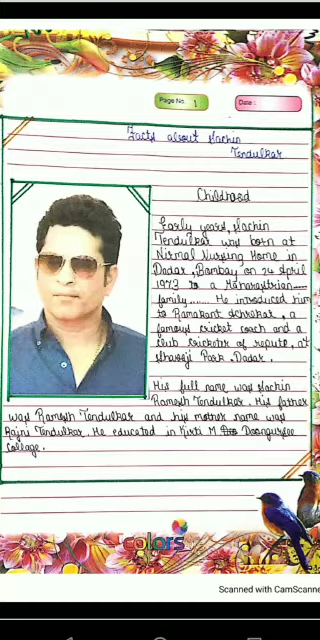 Page No. 1
Date :
Facts about Sachin
Tendulkar
Childhood
Early years, Sachin
Tendulkar was born at
Nirmal Nursing Home in
Dadar, Bombay on 24 April
1973 to a Maharastrian
family....... He introduced him
to Ramakant Achrekar, a
famous cricket coach and a
club cricketer of repute, at
Shivaji Park, Dadar.
His full name was Sachin
Ramesh Tendulkar. His father
was Ramesh Tendulkar and his mother name was
Rajni Tendulkar. He educated in Kirti M Doongursee
collage.
colors
Scanned with CamScanne